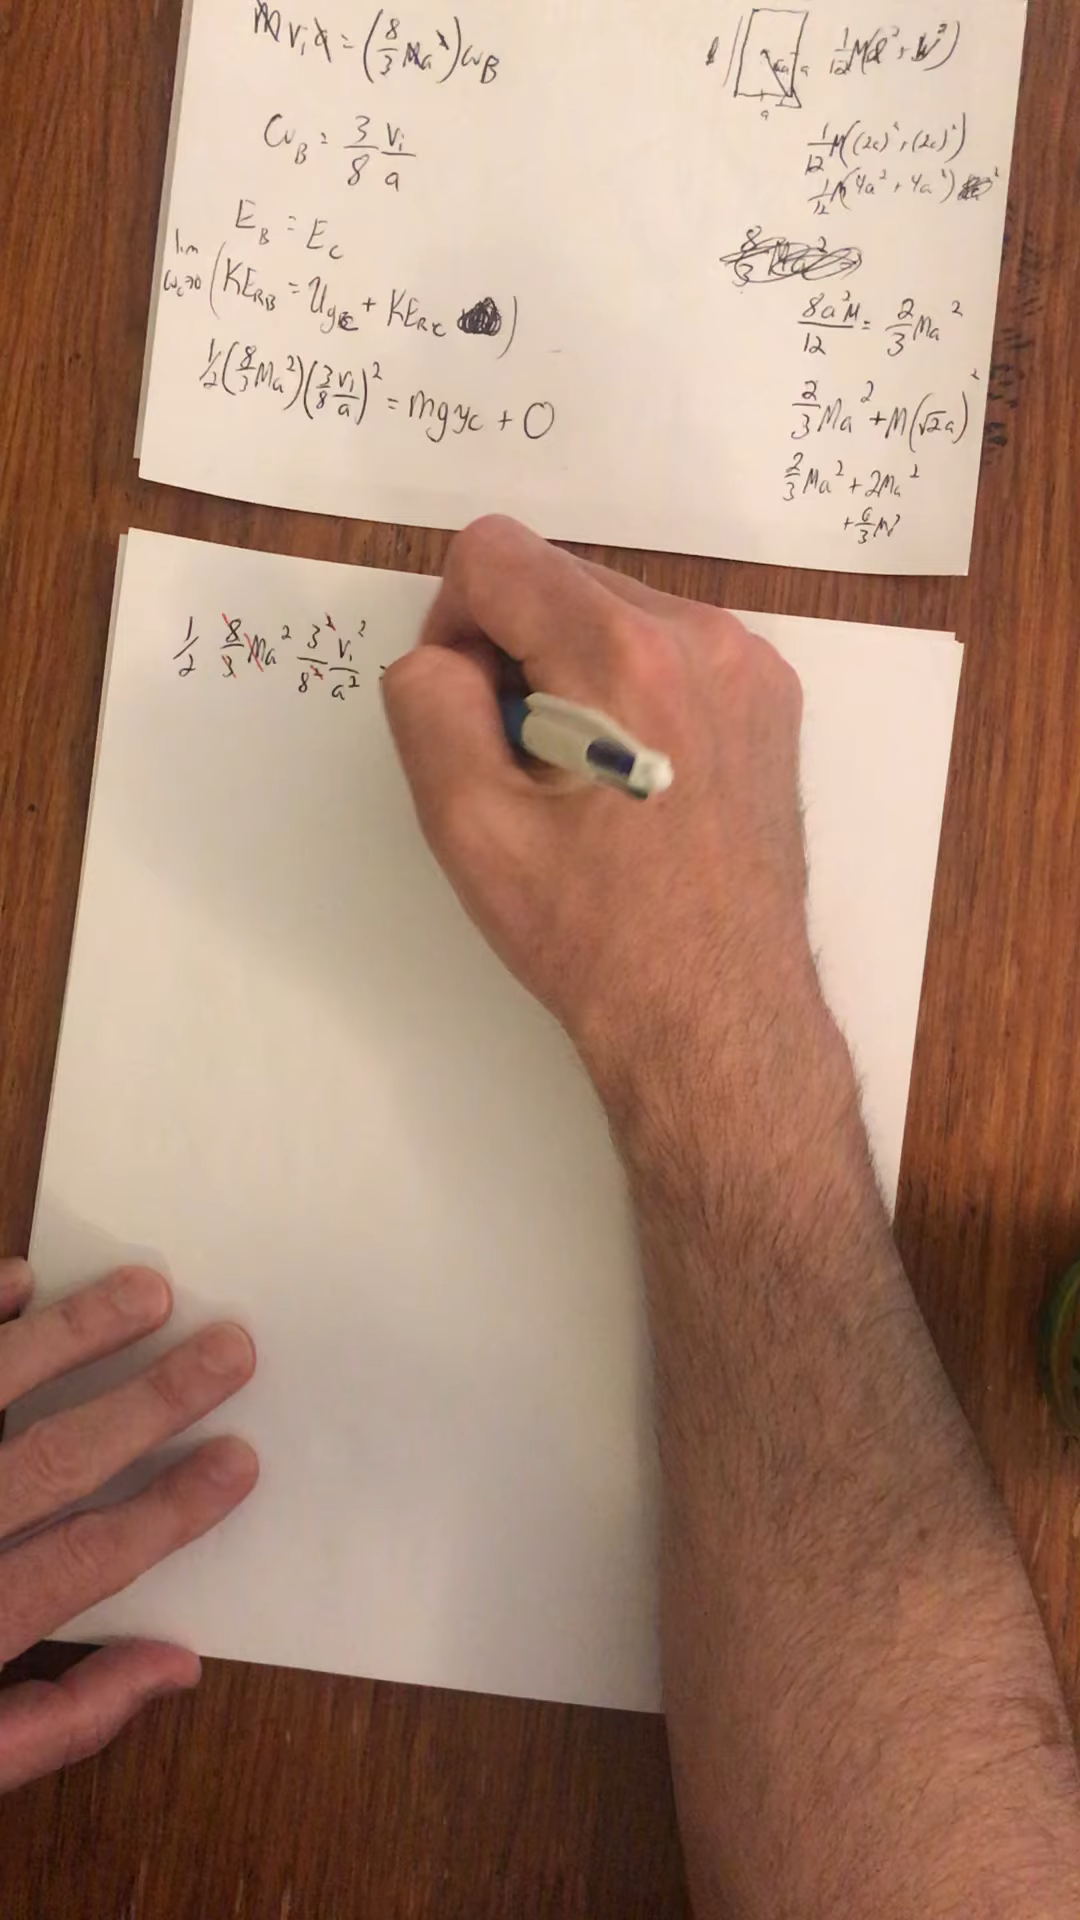 Mv₁a = (8/3 Ma²)ω_B
ω_B = 3/8 v₁/a
E_B = E_C
lim ω_C→0 (KE_RB = U_gC + KE_RC)
1/2(8/3 Ma²)(3/8 v₁/a)² = mgy_C + 0
a
a
1/12 M(l² + w²)
1/12 M((2a)² + (2a)²)
1/12 M(4a² + 4a²)
8/3 Ma²
8a²M/12 = 2/3 Ma²
2/3 Ma² + M(√2a)²
2/3 Ma² + 2Ma²
+ 6/3 M
1/2 8/3 Ma² 3²/8² v₁²/a² =